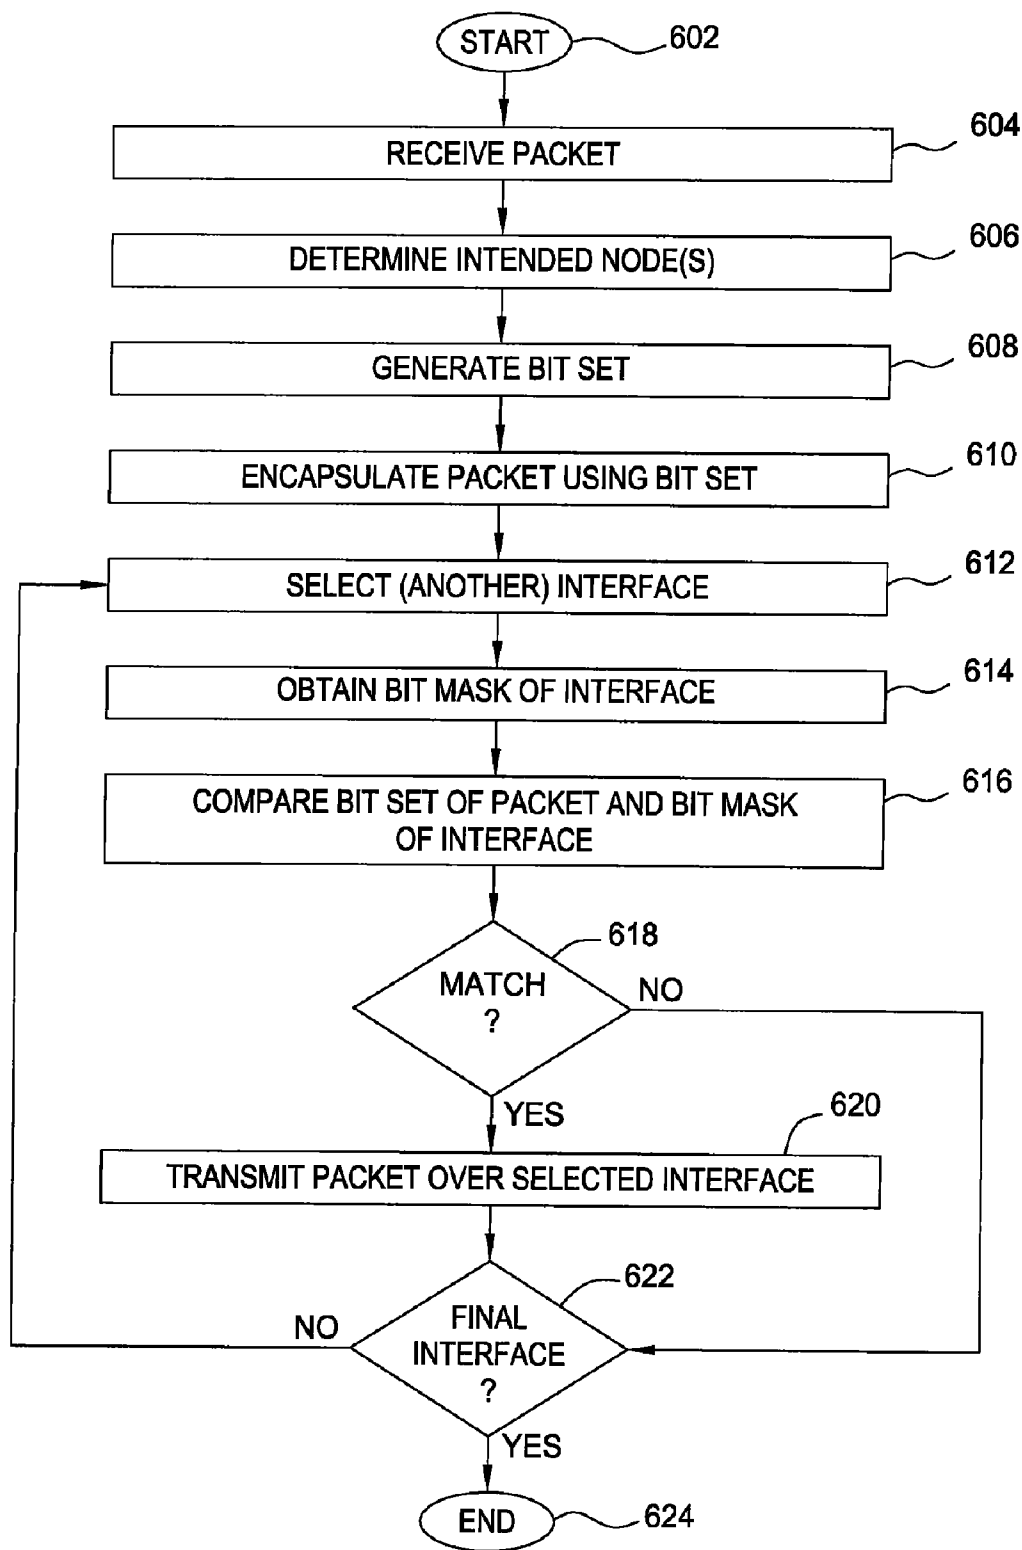 START
602
RECEIVE PACKET
604
DETERMINE INTENDED NODE(S)
606
GENERATE BIT SET
608
ENCAPSULATE PACKET USING BIT SET
610
SELECT (ANOTHER) INTERFACE
612
OBTAIN BIT MASK OF INTERFACE
614
COMPARE BIT SET OF PACKET AND BIT MASK
OF INTERFACE
616
618
MATCH
?
NO
YES
620
TRANSMIT PACKET OVER SELECTED INTERFACE
622
FINAL
INTERFACE
?
NO
YES
END
624